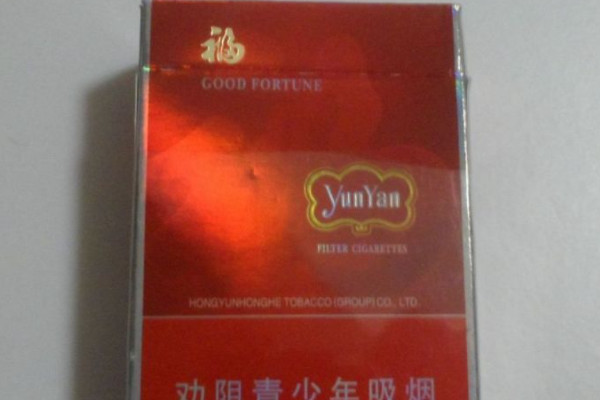 福
GOOD FORTUNE
YunYan
FILTER CIGARETTES
HONGYUNHONGHE TOBACCO (GROUP) CO., LTD.
劝阻青少年吸烟